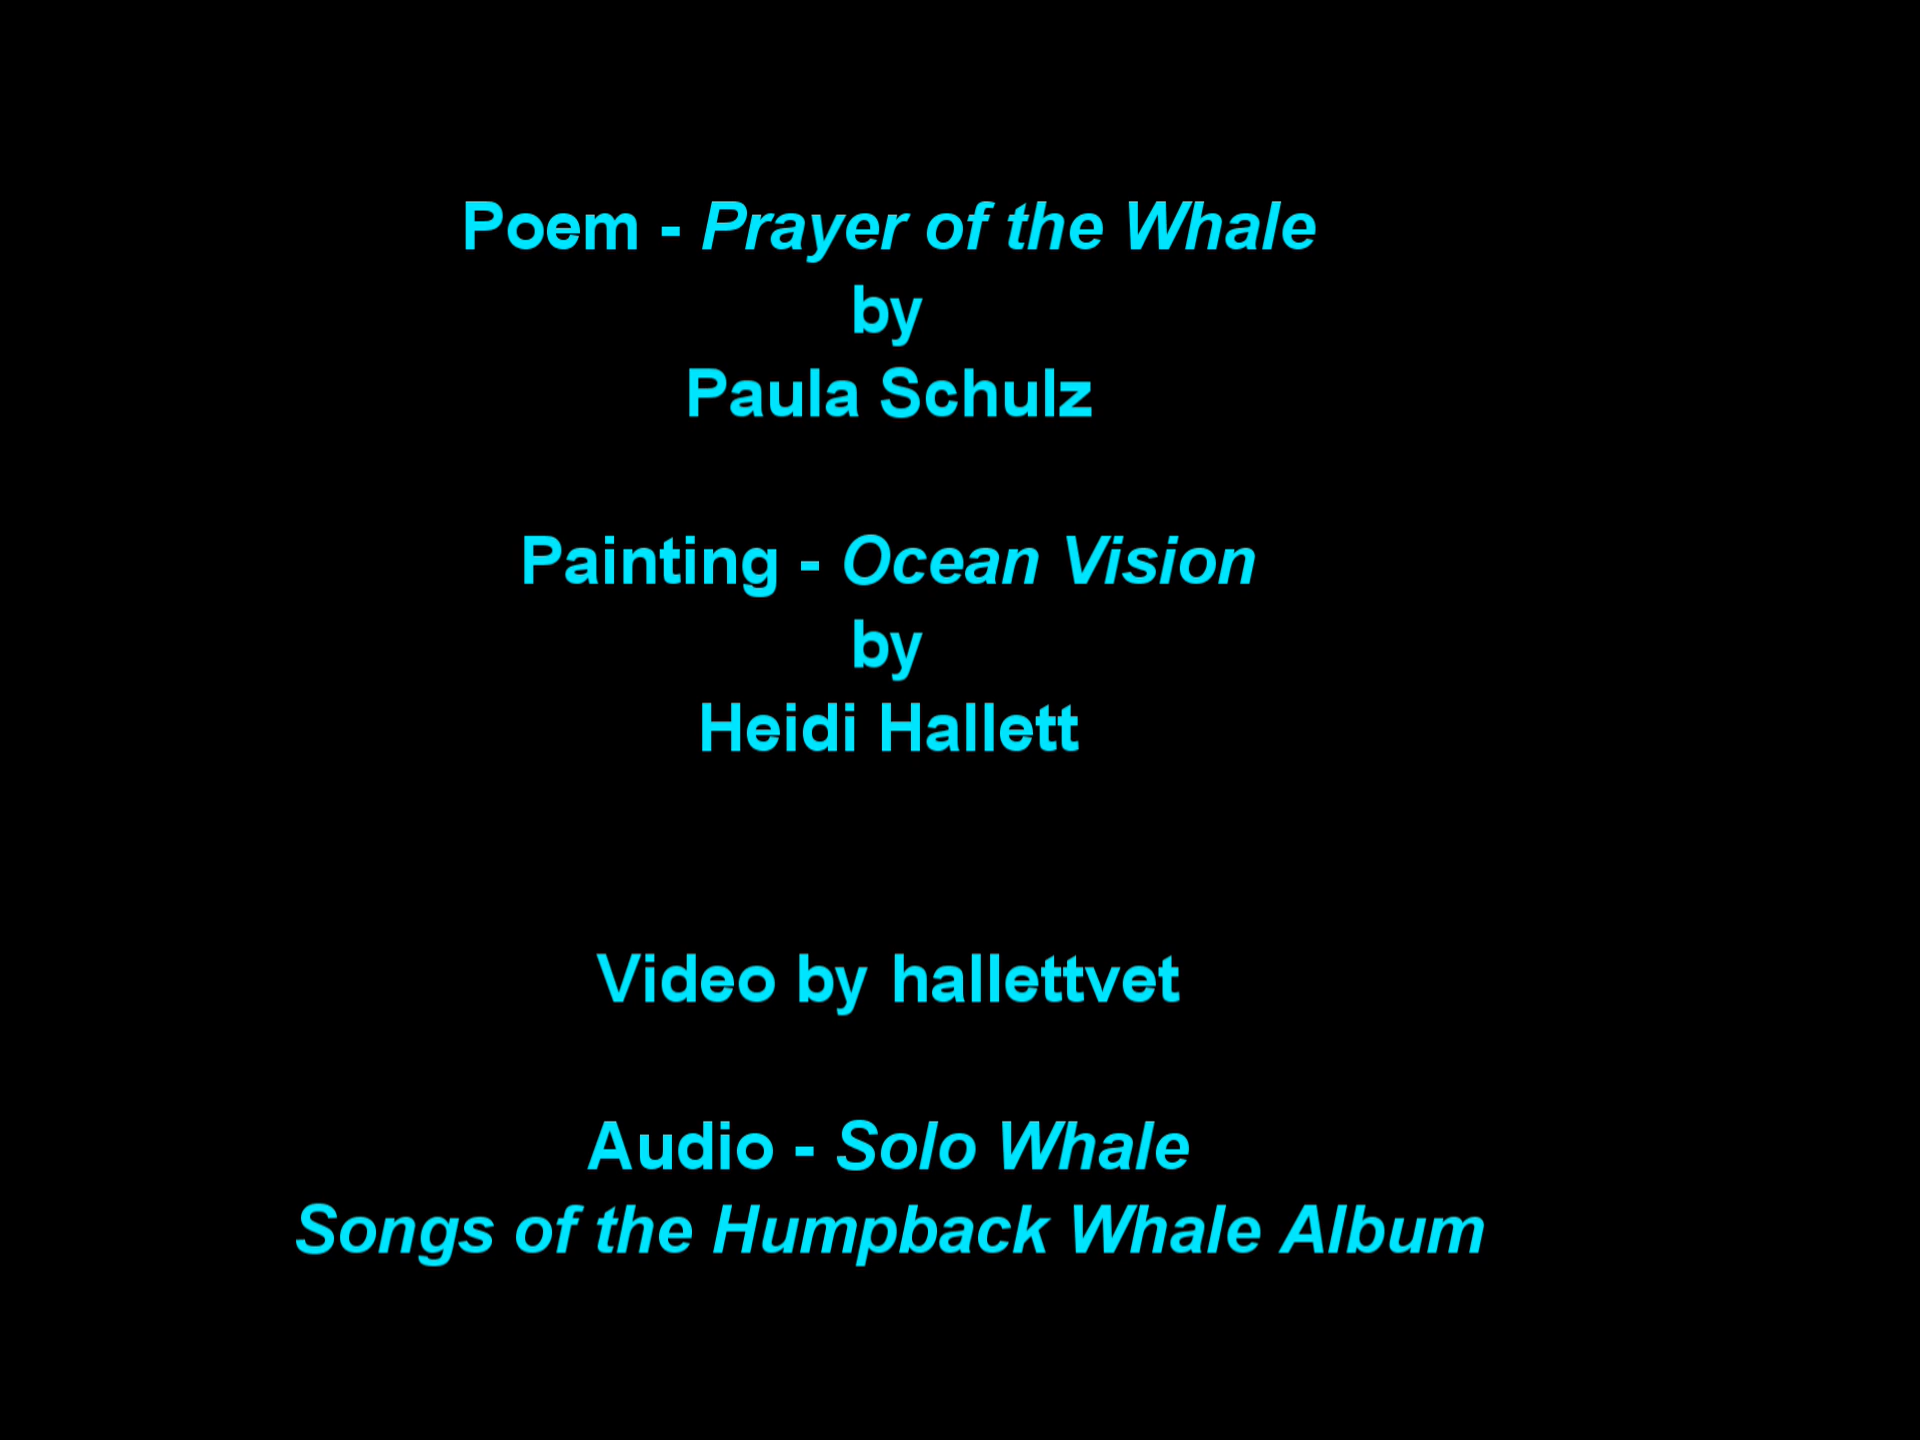 Poem - Prayer of the Whale
by
Paula Schulz
Painting - Ocean Vision
by
Heidi Hallett
Video by hallettvet
Audio - Solo Whale
Songs of the Humpback Whale Album